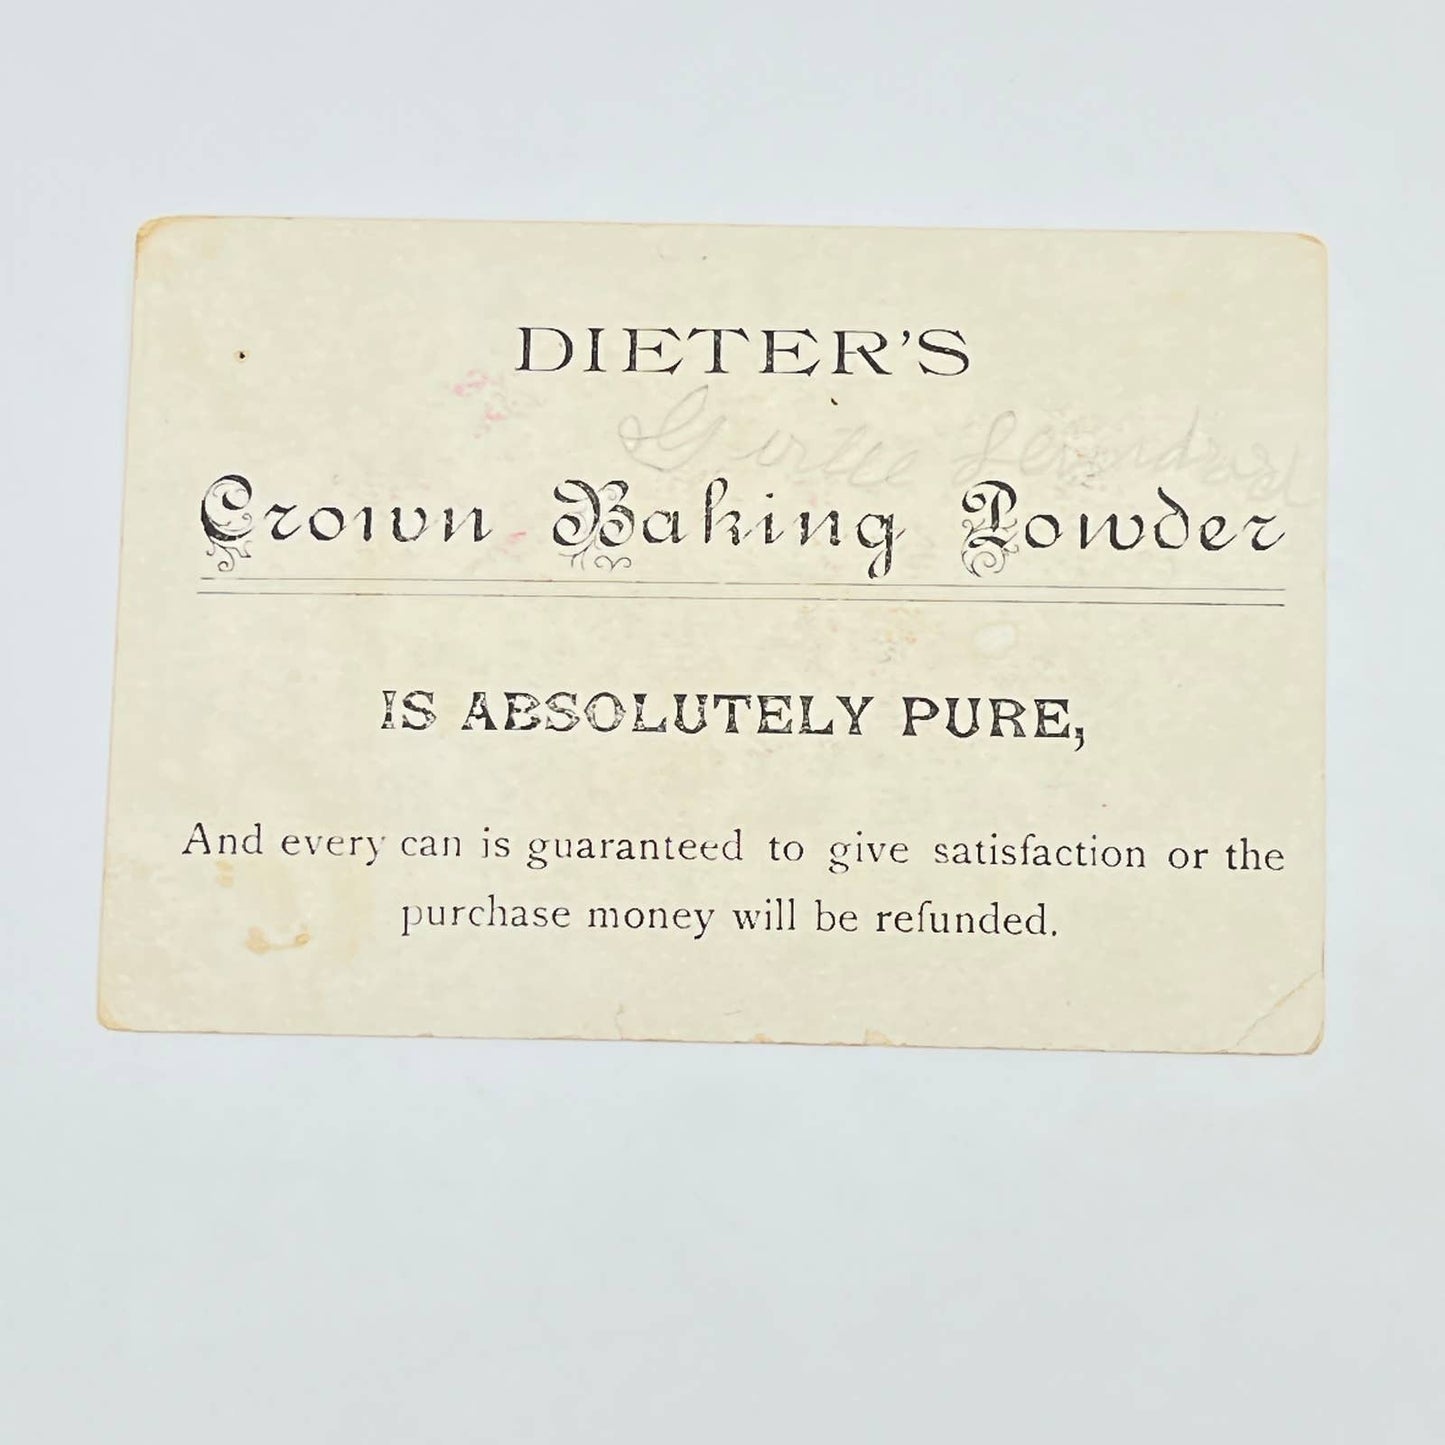 DIETER'S
Gertie
Crown Baking Powder
IS ABSOLUTELY PURE,
And every can is guaranteed to give satisfaction or the
purchase money will be refunded.